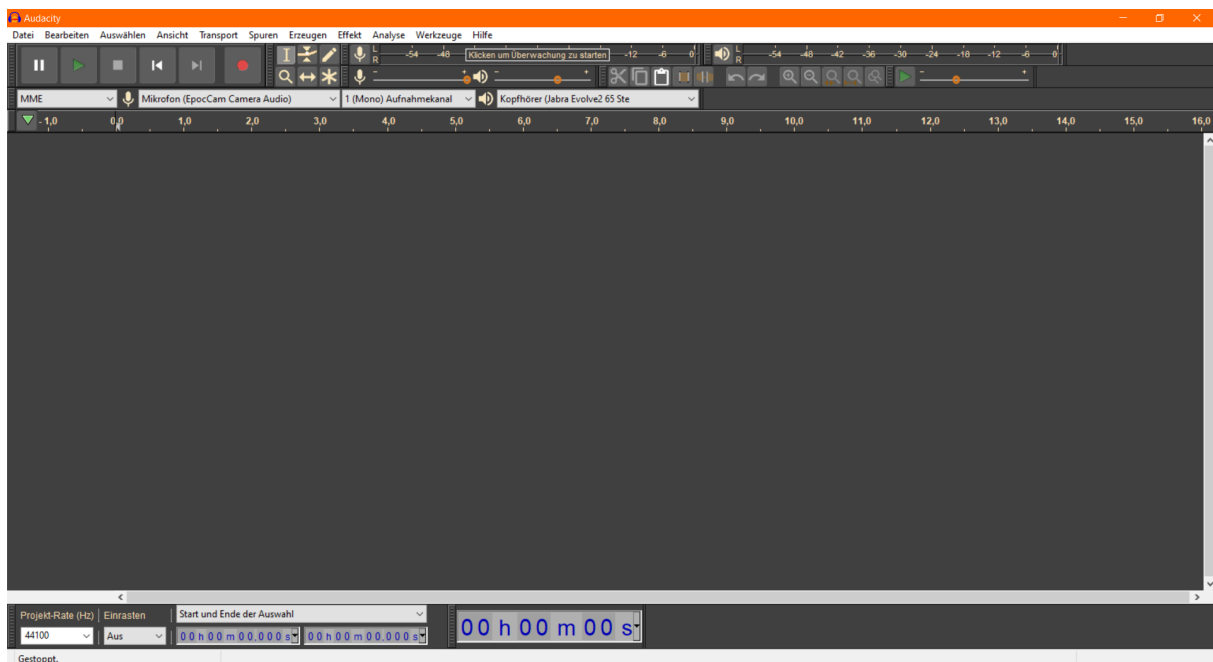 Audacity
Datei Bearbeiten Auswählen Ansicht Transport Spuren Erzeugen Effekt Analyse Werkzeuge Hilfe
L R -54 -48 Klicken um Überwachung zu starten -12 -6 0 L R -54 -48 -42 -36 -30 -24 -18 -12 -6 0
- + - + - +
MME Mikrofon (EpocCam Camera Audio) 1 (Mono) Aufnahmekanal Kopfhörer (Jabra Evolve2 65 Ste
- 1,0 0,0 1,0 2,0 3,0 4,0 5,0 6,0 7,0 8,0 9,0 10,0 11,0 12,0 13,0 14,0 15,0 16,0
Projekt-Rate (Hz) Einrasten Start und Ende der Auswahl
44100 Aus 00 h 00 m 00.000 s 00 h 00 m 00.000 s 00 h 00 m 00 s
Gestoppt.